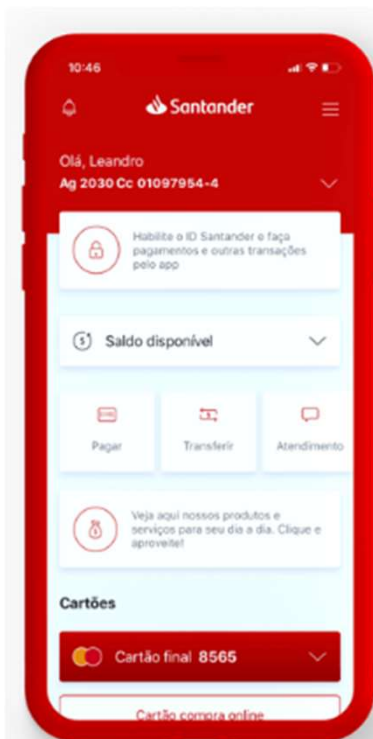 10:46
Santander
Olá, Leandro
Ag 2030 Cc 01097954-4
Habilite o ID Santander e faça
pagamentos e outras transações
pelo app
Saldo disponível
Pagar
Transferir
Atendimento
Veja aqui nossos produtos e
serviços para seu dia a dia. Clique e
aproveite!
Cartões
Cartão final 8565
Cartão compra online